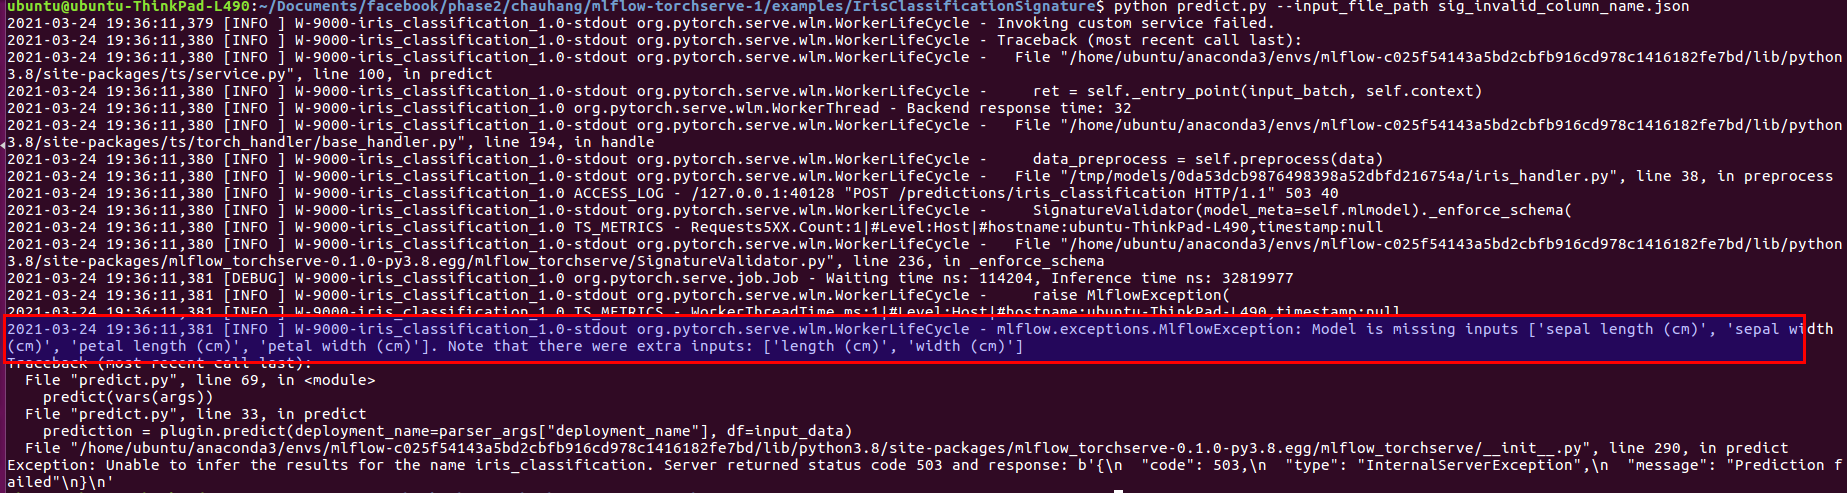 ubuntu@ubuntu-ThinkPad-L490:~/Documents/facebook/phase2/chauhang/mlflow-torchserve-1/examples/IrisClassificationSignature$ python predict.py --input_file_path sig_invalid_column_name.json
2021-03-24 19:36:11,379 [INFO ] W-9000-iris_classification_1.0-stdout org.pytorch.serve.wlm.WorkerLifeCycle - Invoking custom service failed.
2021-03-24 19:36:11,380 [INFO ] W-9000-iris_classification_1.0-stdout org.pytorch.serve.wlm.WorkerLifeCycle - Traceback (most recent call last):
2021-03-24 19:36:11,380 [INFO ] W-9000-iris_classification_1.0-stdout org.pytorch.serve.wlm.WorkerLifeCycle -   File "/home/ubuntu/anaconda3/envs/mlflow-c025f54143a5bd2cbfb916cd978c1416182fe7bd/lib/python
3.8/site-packages/ts/service.py", line 100, in predict
2021-03-24 19:36:11,380 [INFO ] W-9000-iris_classification_1.0-stdout org.pytorch.serve.wlm.WorkerLifeCycle -     ret = self._entry_point(input_batch, self.context)
2021-03-24 19:36:11,380 [INFO ] W-9000-iris_classification_1.0 org.pytorch.serve.wlm.WorkerThread - Backend response time: 32
2021-03-24 19:36:11,380 [INFO ] W-9000-iris_classification_1.0-stdout org.pytorch.serve.wlm.WorkerLifeCycle -   File "/home/ubuntu/anaconda3/envs/mlflow-c025f54143a5bd2cbfb916cd978c1416182fe7bd/lib/python
3.8/site-packages/ts/torch_handler/base_handler.py", line 194, in handle
2021-03-24 19:36:11,380 [INFO ] W-9000-iris_classification_1.0-stdout org.pytorch.serve.wlm.WorkerLifeCycle -     data_preprocess = self.preprocess(data)
2021-03-24 19:36:11,380 [INFO ] W-9000-iris_classification_1.0-stdout org.pytorch.serve.wlm.WorkerLifeCycle -   File "/tmp/models/0da53dcb9876498398a52dbfd216754a/iris_handler.py", line 38, in preprocess
2021-03-24 19:36:11,380 [INFO ] W-9000-iris_classification_1.0 ACCESS_LOG - /127.0.0.1:40128 "POST /predictions/iris_classification HTTP/1.1" 503 40
2021-03-24 19:36:11,380 [INFO ] W-9000-iris_classification_1.0-stdout org.pytorch.serve.wlm.WorkerLifeCycle -     SignatureValidator(model_meta=self.mlmodel)._enforce_schema(
2021-03-24 19:36:11,380 [INFO ] W-9000-iris_classification_1.0 TS_METRICS - Requests5XX.Count:1|#Level:Host|#hostname:ubuntu-ThinkPad-L490,timestamp:null
2021-03-24 19:36:11,380 [INFO ] W-9000-iris_classification_1.0-stdout org.pytorch.serve.wlm.WorkerLifeCycle -   File "/home/ubuntu/anaconda3/envs/mlflow-c025f54143a5bd2cbfb916cd978c1416182fe7bd/lib/python
3.8/site-packages/mlflow_torchserve-0.1.0-py3.8.egg/mlflow_torchserve/SignatureValidator.py", line 236, in _enforce_schema
2021-03-24 19:36:11,381 [DEBUG] W-9000-iris_classification_1.0 org.pytorch.serve.job.Job - Waiting time ns: 114204, Inference time ns: 32819977
2021-03-24 19:36:11,381 [INFO ] W-9000-iris_classification_1.0-stdout org.pytorch.serve.wlm.WorkerLifeCycle -     raise MlflowException(
2021-03-24 19:36:11,381 [INFO ] W-9000-iris_classification_1.0 TS_METRICS - WorkerThreadTime.ms:1|#Level:Host|#hostname:ubuntu-ThinkPad-L490,timestamp:null
2021-03-24 19:36:11,381 [INFO ] W-9000-iris_classification_1.0-stdout org.pytorch.serve.wlm.WorkerLifeCycle - mlflow.exceptions.MlflowException: Model is missing inputs ['sepal length (cm)', 'sepal width
(cm)', 'petal length (cm)', 'petal width (cm)']. Note that there were extra inputs: ['length (cm)', 'width (cm)']
Traceback (most recent call last):
  File "predict.py", line 69, in <module>
    predict(vars(args))
  File "predict.py", line 33, in predict
    prediction = plugin.predict(deployment_name=parser_args["deployment_name"], df=input_data)
  File "/home/ubuntu/anaconda3/envs/mlflow-c025f54143a5bd2cbfb916cd978c1416182fe7bd/lib/python3.8/site-packages/mlflow_torchserve-0.1.0-py3.8.egg/mlflow_torchserve/__init__.py", line 290, in predict
Exception: Unable to infer the results for the name iris_classification. Server returned status code 503 and response: b'{\n  "code": 503,\n  "type": "InternalServerException",\n  "message": "Prediction f
ailed"\n}\n'